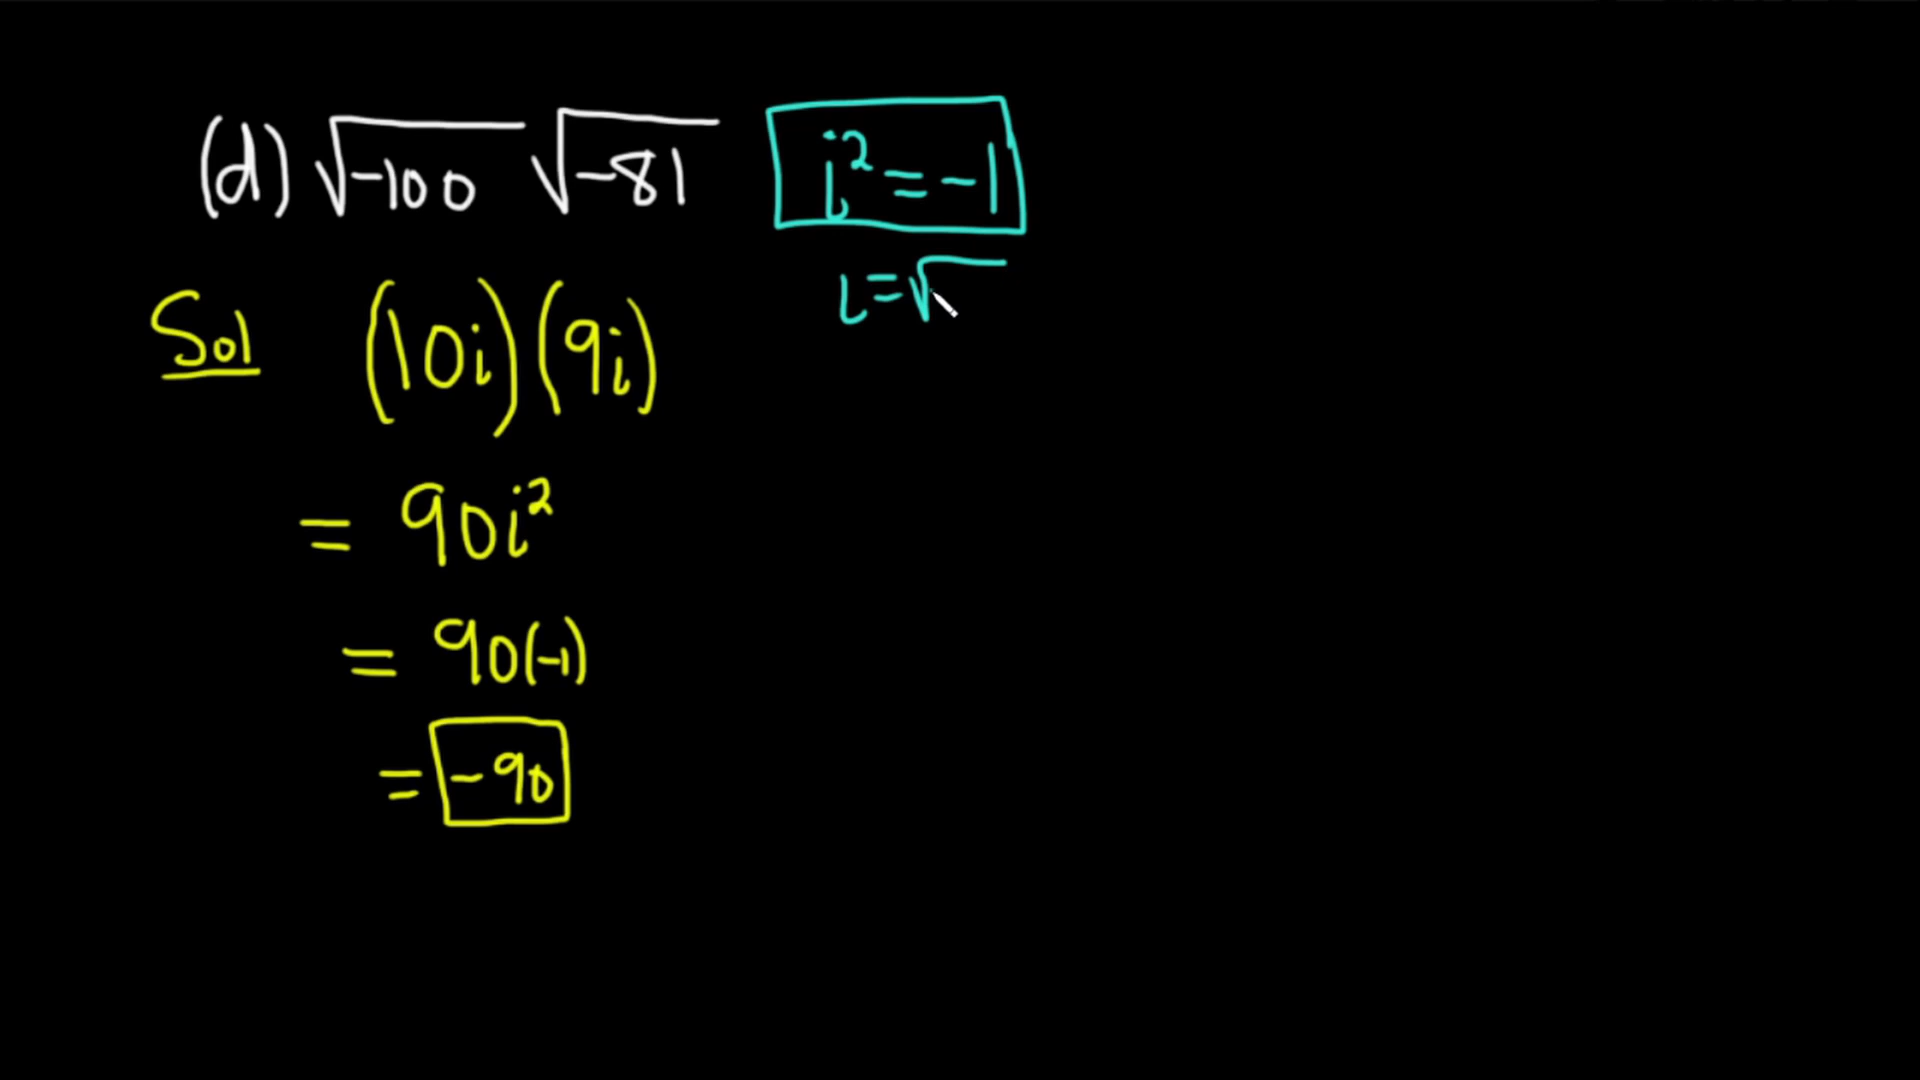 (d) √-100 √-81
i² = -1
i = √
Sol (10i)(9i)
= 90i²
= 90(-1)
= -90